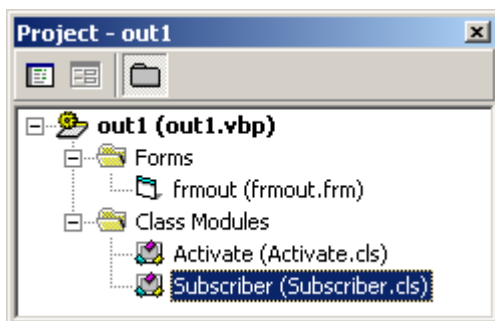 Project - out1
out1 (out1.vbp)
Forms
frmout (frmout.frm)
Class Modules
Activate (Activate.cls)
Subscriber (Subscriber.cls)